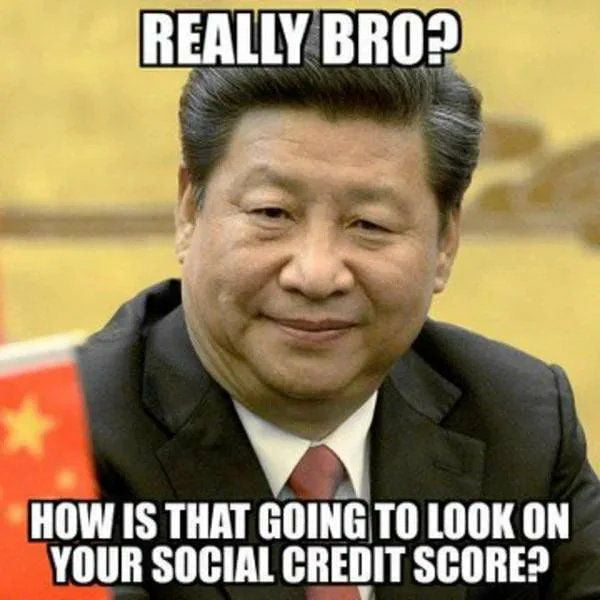 REALLY BRO?
HOW IS THAT GOING TO LOOK ON
YOUR SOCIAL CREDIT SCORE?